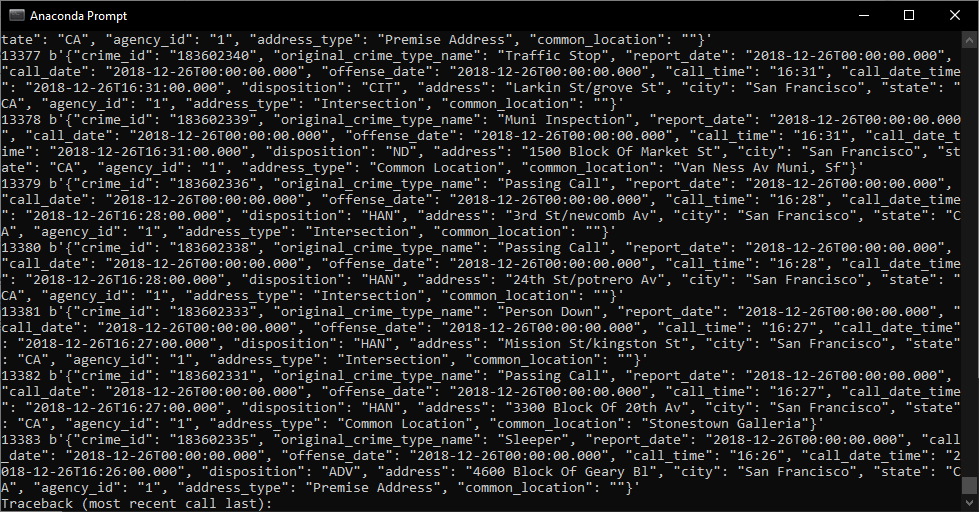 Anaconda Prompt
tate": "CA", "agency_id": "1", "address_type": "Premise Address", "common_location": ""}'
13377 b'{"crime_id": "183602340", "original_crime_type_name": "Traffic Stop", "report_date": "2018-12-26T00:00:00.000",
"call_date": "2018-12-26T00:00:00.000", "offense_date": "2018-12-26T00:00:00.000", "call_time": "16:31", "call_date_time
": "2018-12-26T16:31:00.000", "disposition": "CIT", "address": "Larkin St/grove St", "city": "San Francisco", "state": "
CA", "agency_id": "1", "address_type": "Intersection", "common_location": ""}'
13378 b'{"crime_id": "183602339", "original_crime_type_name": "Muni Inspection", "report_date": "2018-12-26T00:00:00.000
", "call_date": "2018-12-26T00:00:00.000", "offense_date": "2018-12-26T00:00:00.000", "call_time": "16:31", "call_date_t
ime": "2018-12-26T16:31:00.000", "disposition": "ND", "address": "1500 Block Of Market St", "city": "San Francisco", "st
ate": "CA", "agency_id": "1", "address_type": "Common Location", "common_location": "Van Ness Av Muni, Sf"}'
13379 b'{"crime_id": "183602336", "original_crime_type_name": "Passing Call", "report_date": "2018-12-26T00:00:00.000",
"call_date": "2018-12-26T00:00:00.000", "offense_date": "2018-12-26T00:00:00.000", "call_time": "16:28", "call_date_time
": "2018-12-26T16:28:00.000", "disposition": "HAN", "address": "3rd St/newcomb Av", "city": "San Francisco", "state": "C
A", "agency_id": "1", "address_type": "Intersection", "common_location": ""}'
13380 b'{"crime_id": "183602338", "original_crime_type_name": "Passing Call", "report_date": "2018-12-26T00:00:00.000",
"call_date": "2018-12-26T00:00:00.000", "offense_date": "2018-12-26T00:00:00.000", "call_time": "16:28", "call_date_time
": "2018-12-26T16:28:00.000", "disposition": "HAN", "address": "24th St/potrero Av", "city": "San Francisco", "state": "
CA", "agency_id": "1", "address_type": "Intersection", "common_location": ""}'
13381 b'{"crime_id": "183602333", "original_crime_type_name": "Person Down", "report_date": "2018-12-26T00:00:00.000", "
call_date": "2018-12-26T00:00:00.000", "offense_date": "2018-12-26T00:00:00.000", "call_time": "16:27", "call_date_time"
: "2018-12-26T16:27:00.000", "disposition": "HAN", "address": "Mission St/kingston St", "city": "San Francisco", "state"
: "CA", "agency_id": "1", "address_type": "Intersection", "common_location": ""}'
13382 b'{"crime_id": "183602331", "original_crime_type_name": "Passing Call", "report_date": "2018-12-26T00:00:00.000",
"call_date": "2018-12-26T00:00:00.000", "offense_date": "2018-12-26T00:00:00.000", "call_time": "16:27", "call_date_time
": "2018-12-26T16:27:00.000", "disposition": "HAN", "address": "3300 Block Of 20th Av", "city": "San Francisco", "state"
: "CA", "agency_id": "1", "address_type": "Common Location", "common_location": "Stonestown Galleria"}'
13383 b'{"crime_id": "183602335", "original_crime_type_name": "Sleeper", "report_date": "2018-12-26T00:00:00.000", "call
_date": "2018-12-26T00:00:00.000", "offense_date": "2018-12-26T00:00:00.000", "call_time": "16:26", "call_date_time": "2
018-12-26T16:26:00.000", "disposition": "ADV", "address": "4600 Block Of Geary Bl", "city": "San Francisco", "state": "C
A", "agency_id": "1", "address_type": "Premise Address", "common_location": ""}'
Traceback (most recent call last):